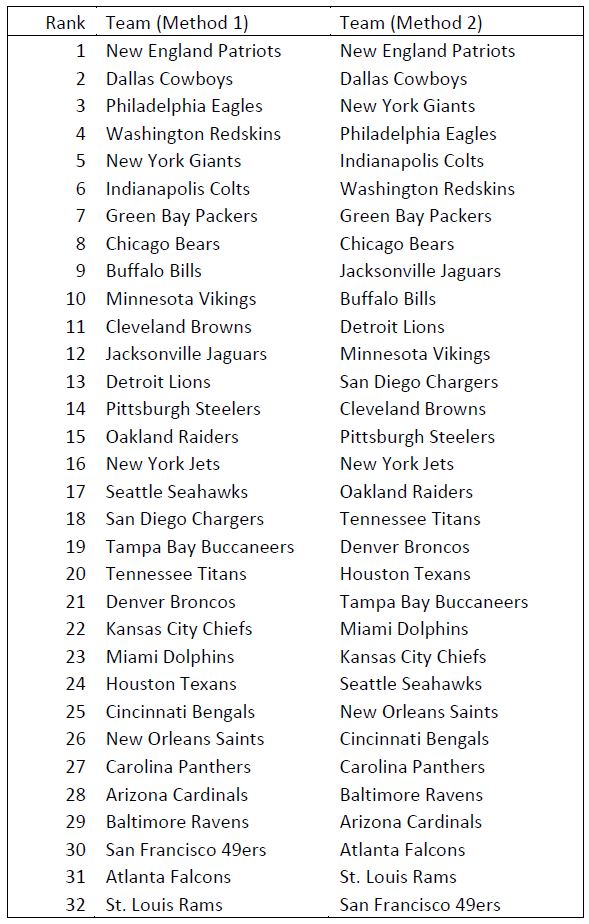 Rank Team (Method 1) Team (Method 2)
1 New England Patriots New England Patriots
2 Dallas Cowboys Dallas Cowboys
3 Philadelphia Eagles New York Giants
4 Washington Redskins Philadelphia Eagles
5 New York Giants Indianapolis Colts
6 Indianapolis Colts Washington Redskins
7 Green Bay Packers Green Bay Packers
8 Chicago Bears Chicago Bears
9 Buffalo Bills Jacksonville Jaguars
10 Minnesota Vikings Buffalo Bills
11 Cleveland Browns Detroit Lions
12 Jacksonville Jaguars Minnesota Vikings
13 Detroit Lions San Diego Chargers
14 Pittsburgh Steelers Cleveland Browns
15 Oakland Raiders Pittsburgh Steelers
16 New York Jets New York Jets
17 Seattle Seahawks Oakland Raiders
18 San Diego Chargers Tennessee Titans
19 Tampa Bay Buccaneers Denver Broncos
20 Tennessee Titans Houston Texans
21 Denver Broncos Tampa Bay Buccaneers
22 Kansas City Chiefs Miami Dolphins
23 Miami Dolphins Kansas City Chiefs
24 Houston Texans Seattle Seahawks
25 Cincinnati Bengals New Orleans Saints
26 New Orleans Saints Cincinnati Bengals
27 Carolina Panthers Carolina Panthers
28 Arizona Cardinals Baltimore Ravens
29 Baltimore Ravens Arizona Cardinals
30 San Francisco 49ers Atlanta Falcons
31 Atlanta Falcons St. Louis Rams
32 St. Louis Rams San Francisco 49ers